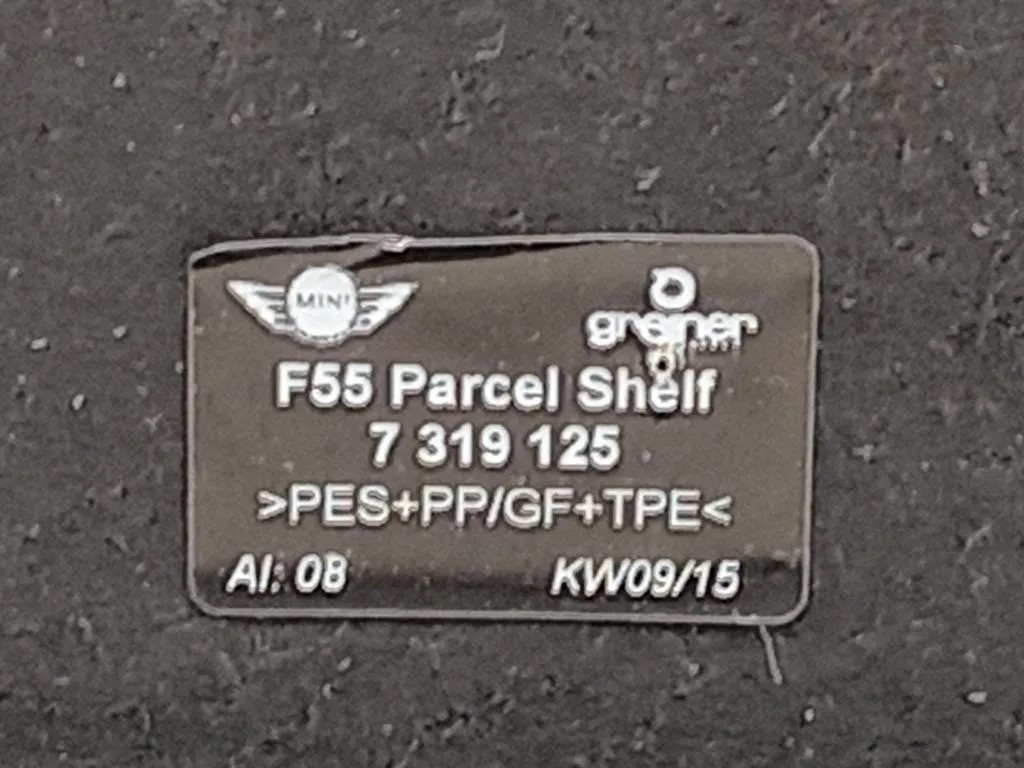 MINI
greiner
F55 Parcel Shelf
7 319 125
>PES+PP/GF+TPE<
AI: 08
KW09/15